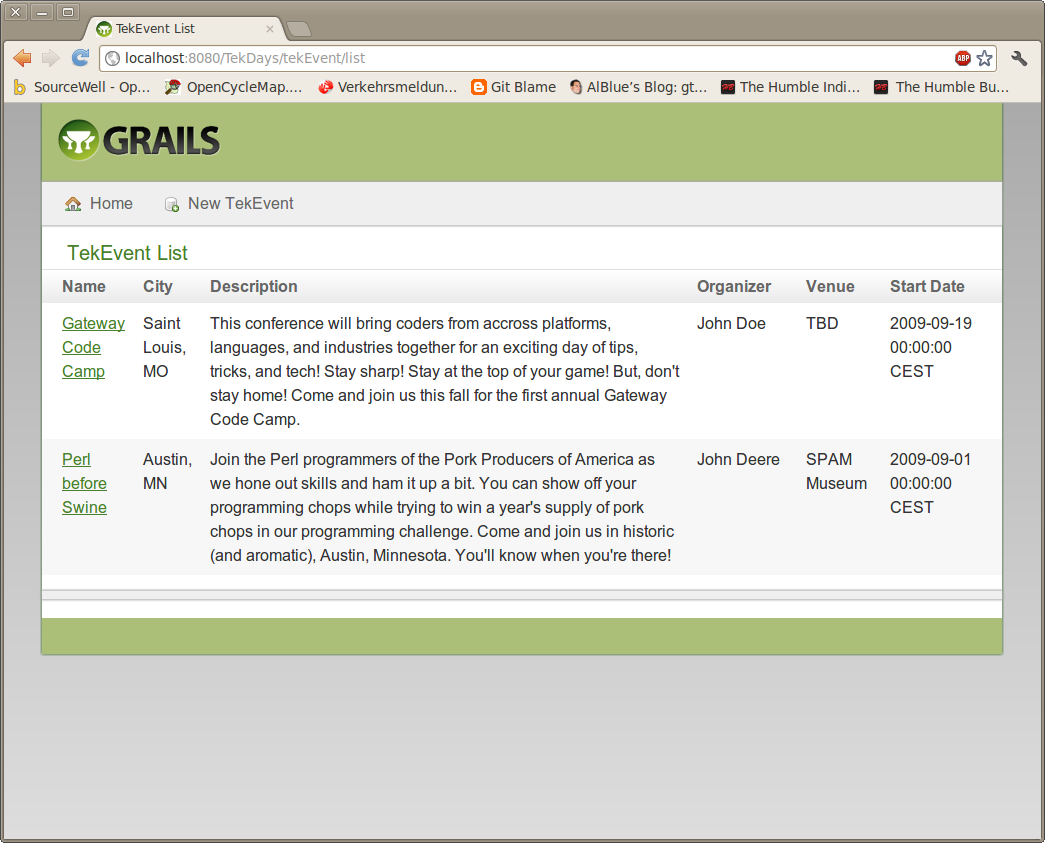 TekEvent List
localhost:8080/TekDays/tekEvent/list
ABP
SourceWell - Op... OpenCycleMap.... Verkehrsmeldun... Git Blame AlBlue's Blog: gt... The Humble Indi... The Humble Bu...
GRAILS
Home New TekEvent
TekEvent List
Name City Description Organizer Venue Start Date
Gateway Saint This conference will bring coders from accross platforms, John Doe TBD 2009-09-19
Code Louis, languages, and industries together for an exciting day of tips, 00:00:00
Camp MO tricks, and tech! Stay sharp! Stay at the top of your game! But, don't CEST
stay home! Come and join us this fall for the first annual Gateway
Code Camp.
Perl Austin, Join the Perl programmers of the Pork Producers of America as John Deere SPAM 2009-09-01
before MN we hone out skills and ham it up a bit. You can show off your Museum 00:00:00
Swine programming chops while trying to win a year's supply of pork CEST
chops in our programming challenge. Come and join us in historic
(and aromatic), Austin, Minnesota. You'll know when you're there!